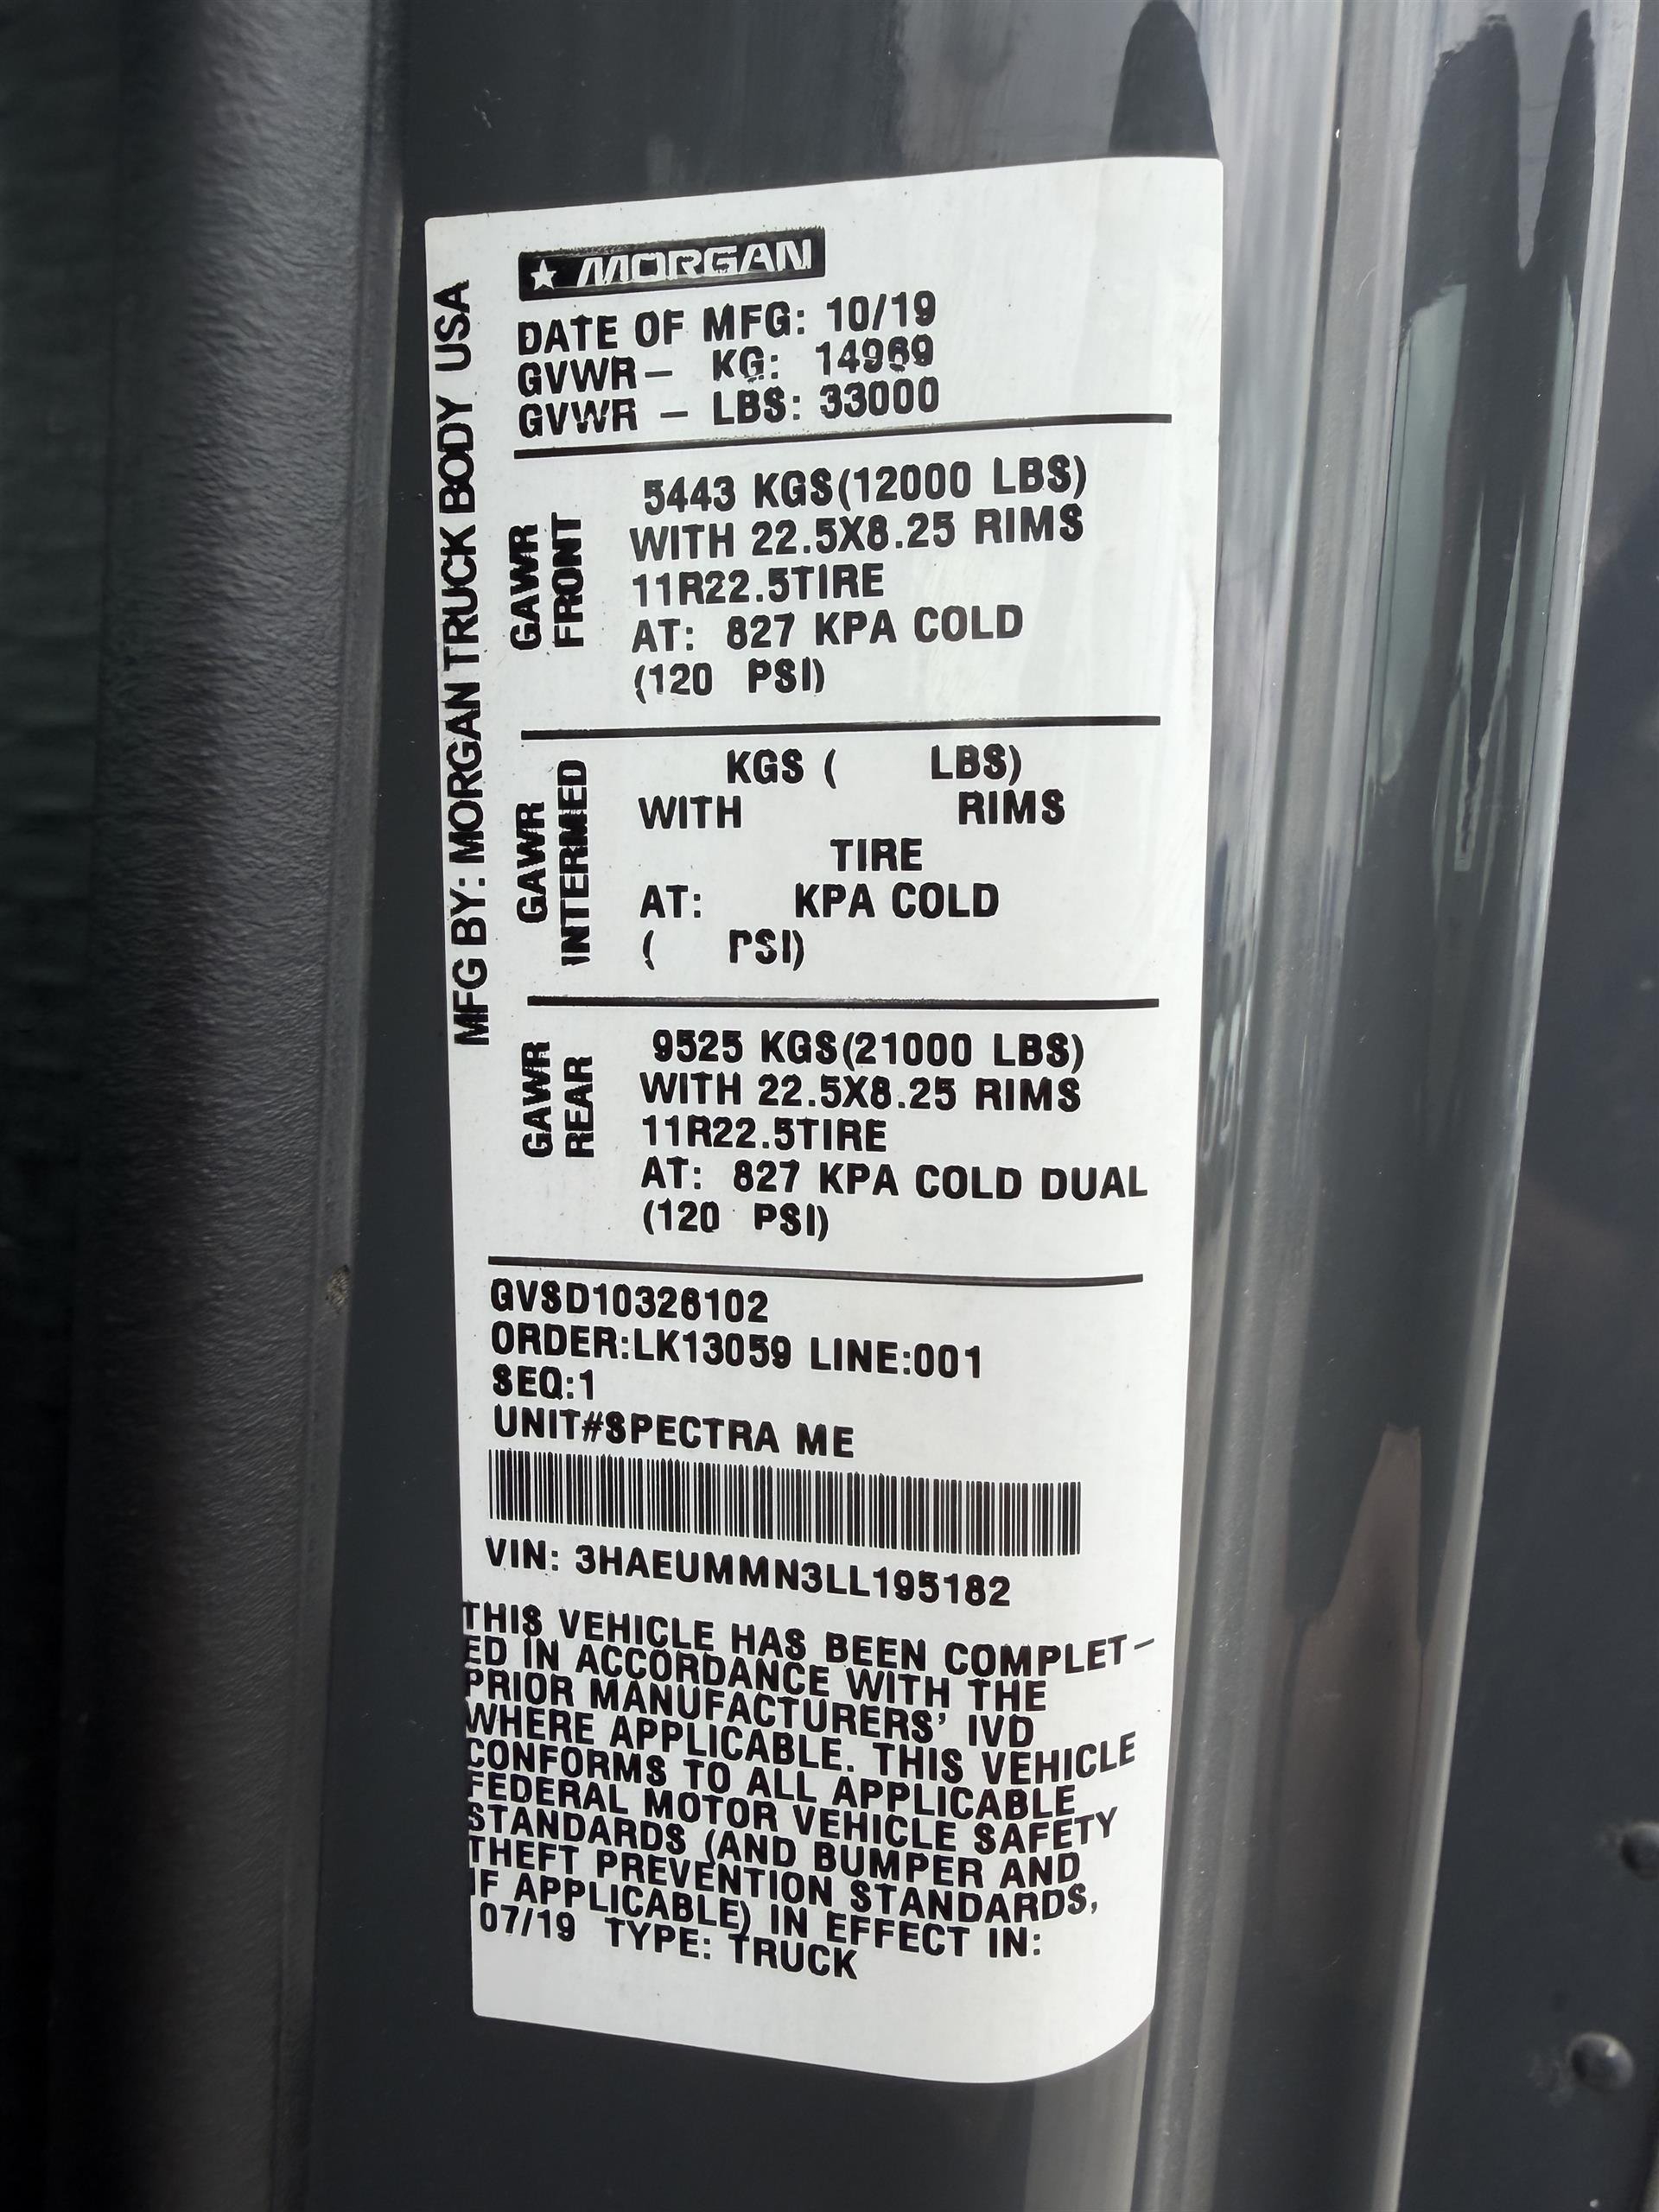 MORGAN
DATE OF MFG: 10/19
GVWR– KG: 14969
GVWR – LBS: 33000
MFG BY: MORGAN TRUCK BODY USA
GAWR
FRONT
5443 KGS(12000 LBS)
WITH 22.5X8.25 RIMS
11R22.5TIRE
AT: 827 KPA COLD
(120 PSI)
GAWR
INTERMED
KGS ( LBS)
WITH RIMS
TIRE
AT: KPA COLD
( PSI)
GAWR
REAR
9525 KGS(21000 LBS)
WITH 22.5X8.25 RIMS
11R22.5TIRE
AT: 827 KPA COLD DUAL
(120 PSI)
GVSD10326102
ORDER:LK13059 LINE:001
SEQ:1
UNIT#SPECTRA ME
VIN: 3HAEUMMN3LL195182
THIS VEHICLE HAS BEEN COMPLET–
ED IN ACCORDANCE WITH THE
PRIOR MANUFACTURERS' IVD
WHERE APPLICABLE. THIS VEHICLE
CONFORMS TO ALL APPLICABLE
FEDERAL MOTOR VEHICLE SAFETY
STANDARDS (AND BUMPER AND
THEFT PREVENTION STANDARDS,
IF APPLICABLE) IN EFFECT IN:
07/19 TYPE: TRUCK